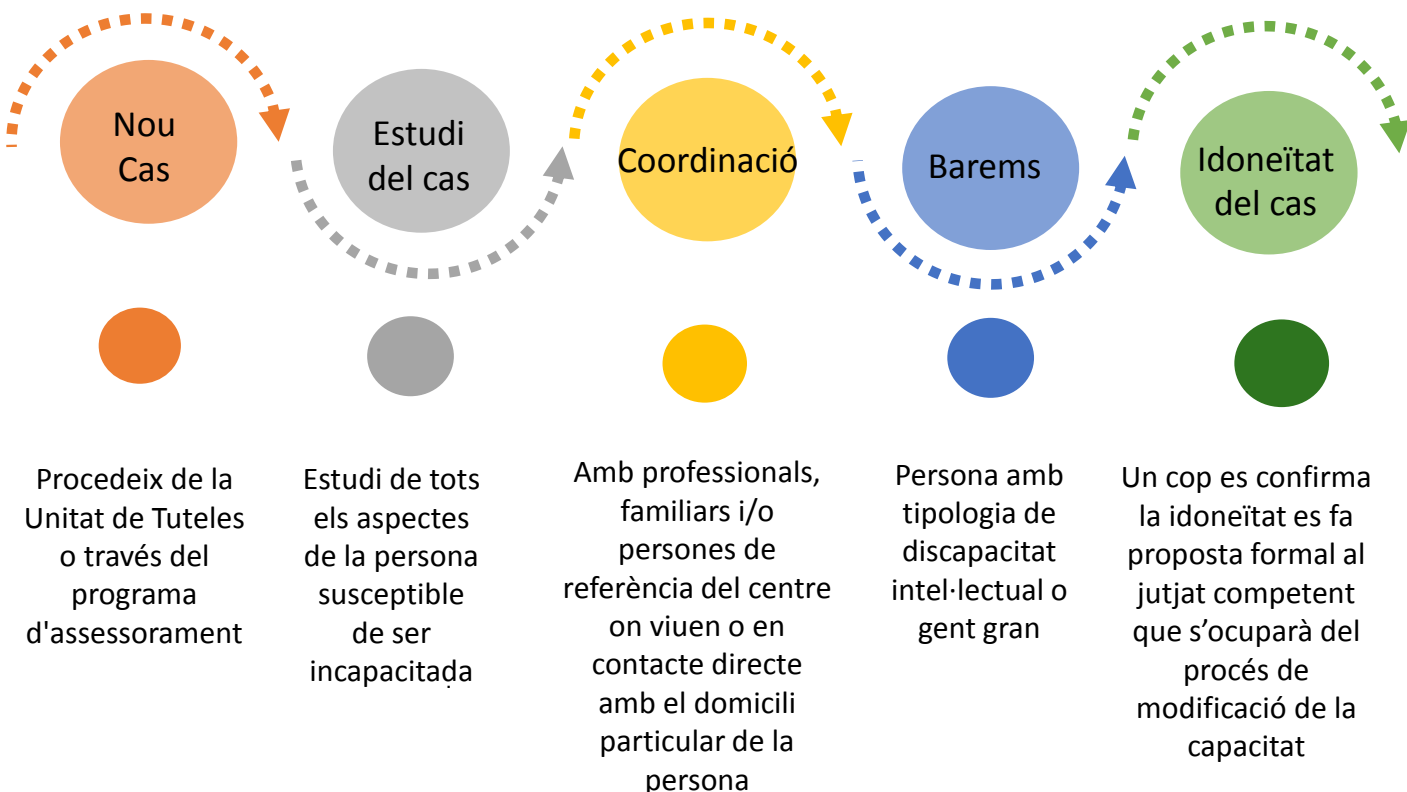 Nou
Cas
Estudi
del cas
Coordinació
Barems
Idoneïtat
del cas
Procedeix de la
Unitat de Tuteles
o través del
programa
d'assessorament
Estudi de tots
els aspectes
de la persona
susceptible
de ser
incapacitada
Amb professionals,
familiars i/o
persones de
referència del centre
on viuen o en
contacte directe
amb el domicili
particular de la
persona
Persona amb
tipologia de
discapacitat
intel·lectual o
gent gran
Un cop es confirma
la idoneïtat es fa
proposta formal al
jutjat competent
que s’ocuparà del
procés de
modificació de la
capacitat